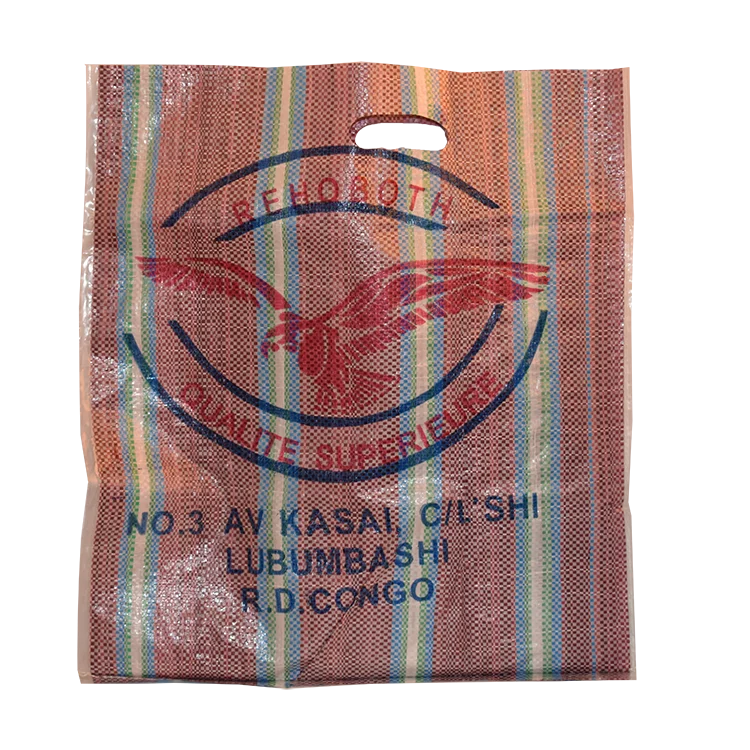 REHOBOTH
QUALITE SUPERIEURE
NO.3 AV KASAI, C/L'SHI
LUBUMBASHI
R.D.CONGO